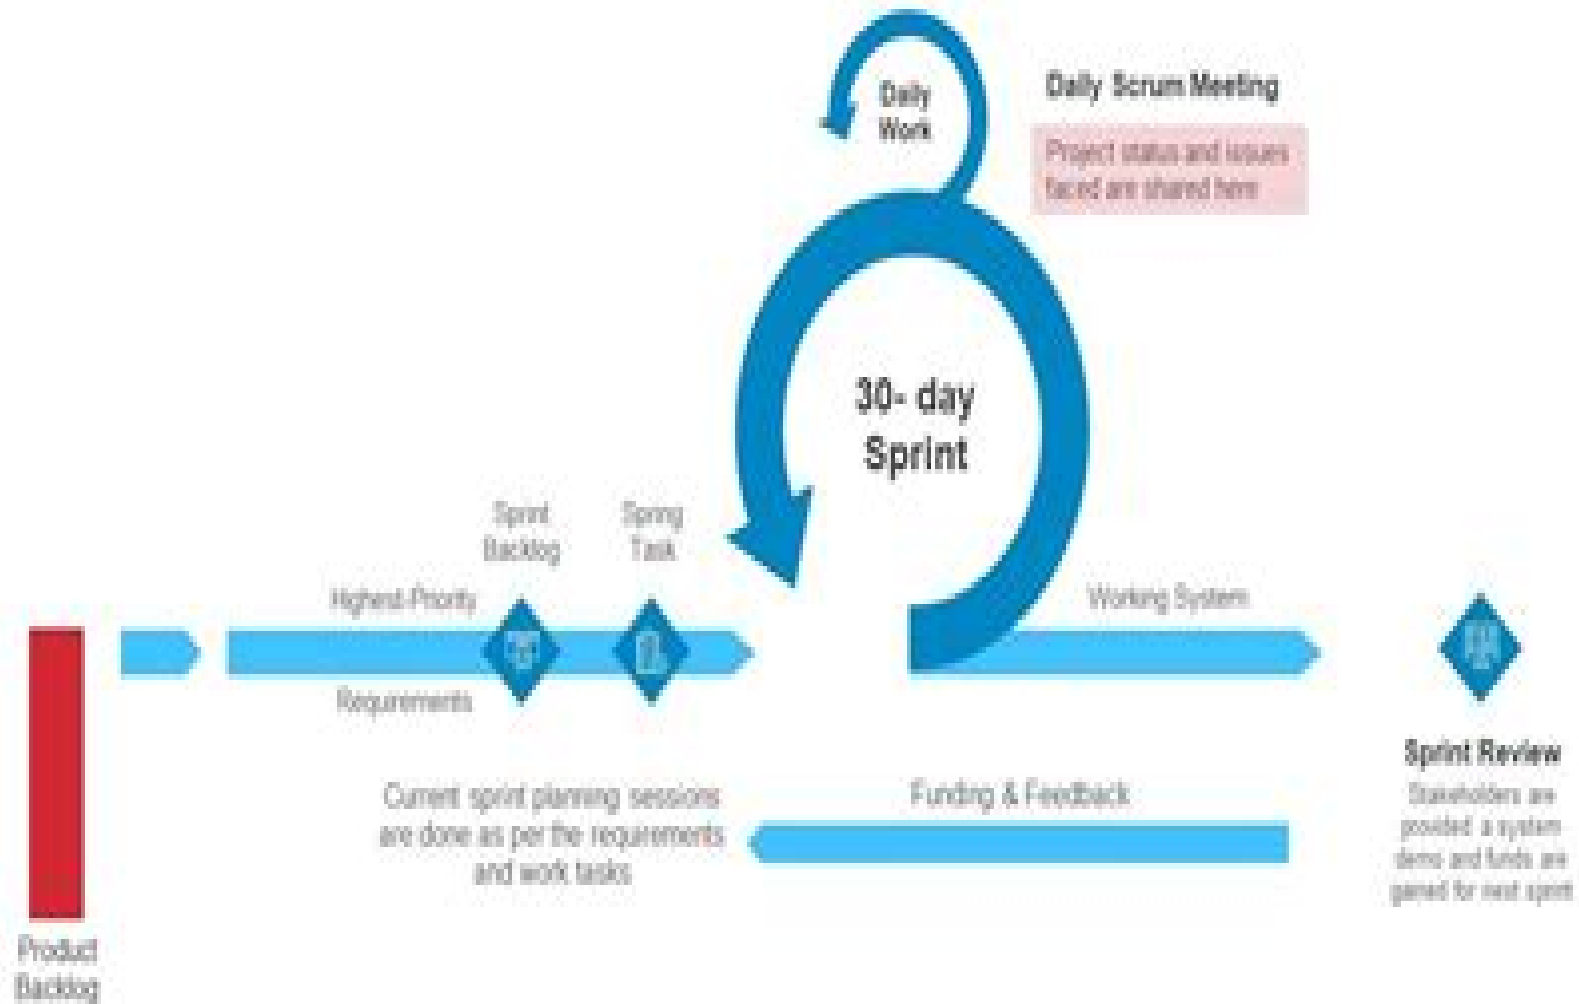 Daily
Work
Daily Scrum Meeting
Project status and issues
faced are shared here
30- day
Sprint
Sprint
Backlog
Spring
Task
Highest-Priority
Requirements
Working System
Current sprint planning sessions
are done as per the requirements
and work tasks
Funding & Feedback
Sprint Review
Stakeholders are
provided a system
demo and funds are
gained for next sprint
Product
Backlog